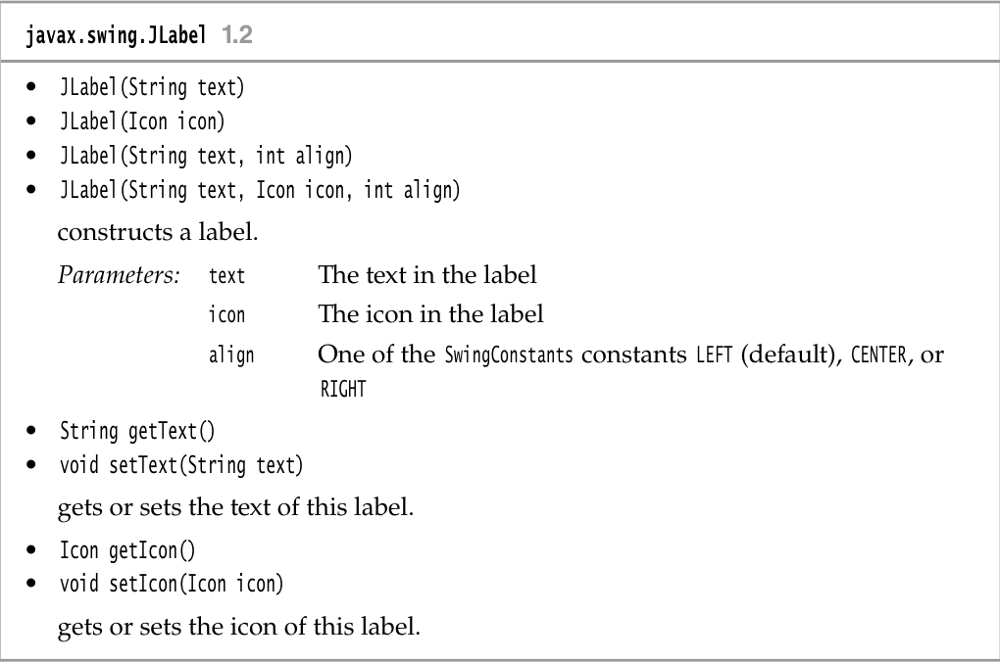 javax.swing.JLabel 1.2
• JLabel(String text)
• JLabel(Icon icon)
• JLabel(String text, int align)
• JLabel(String text, Icon icon, int align)
constructs a label.
Parameters: text The text in the label
icon The icon in the label
align One of the SwingConstants constants LEFT (default), CENTER, or
RIGHT
• String getText()
• void setText(String text)
gets or sets the text of this label.
• Icon getIcon()
• void setIcon(Icon icon)
gets or sets the icon of this label.